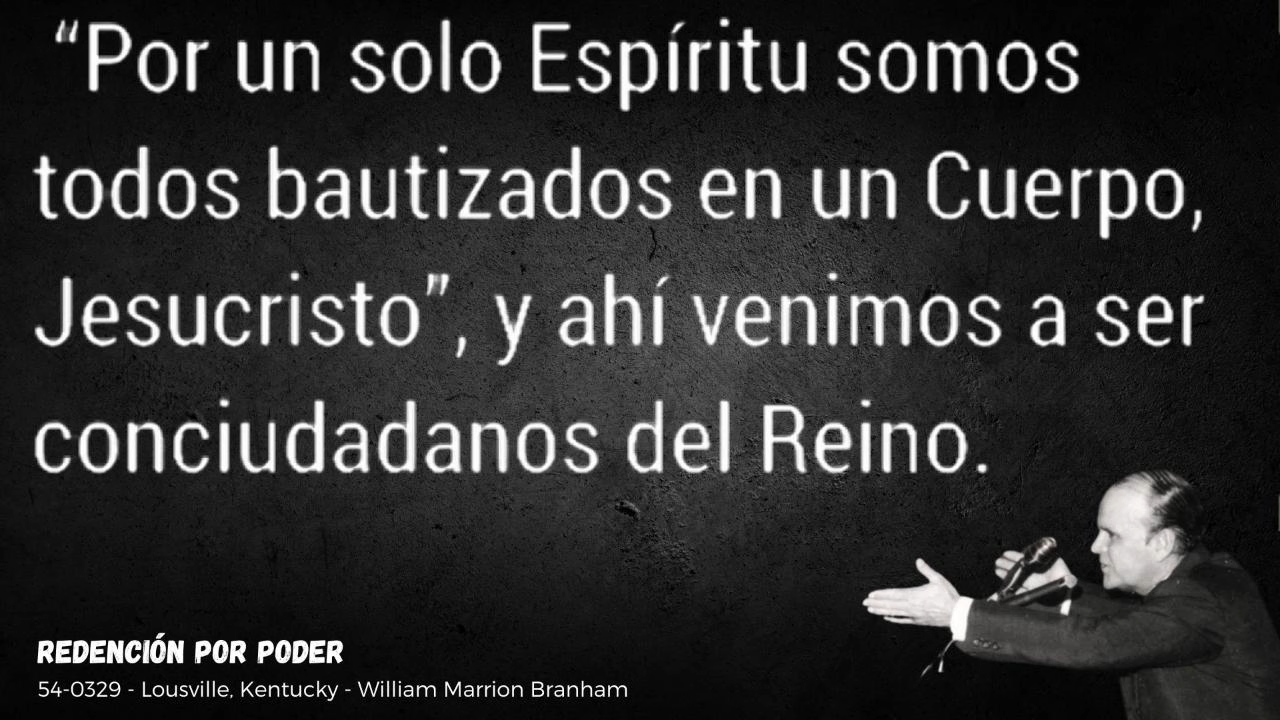 “Por un solo Espíritu somos
todos bautizados en un Cuerpo,
Jesucristo”, y ahí venimos a ser
conciudadanos del Reino.
REDENCIÓN POR PODER
54-0329 - Lousville, Kentucky - William Marrion Branham